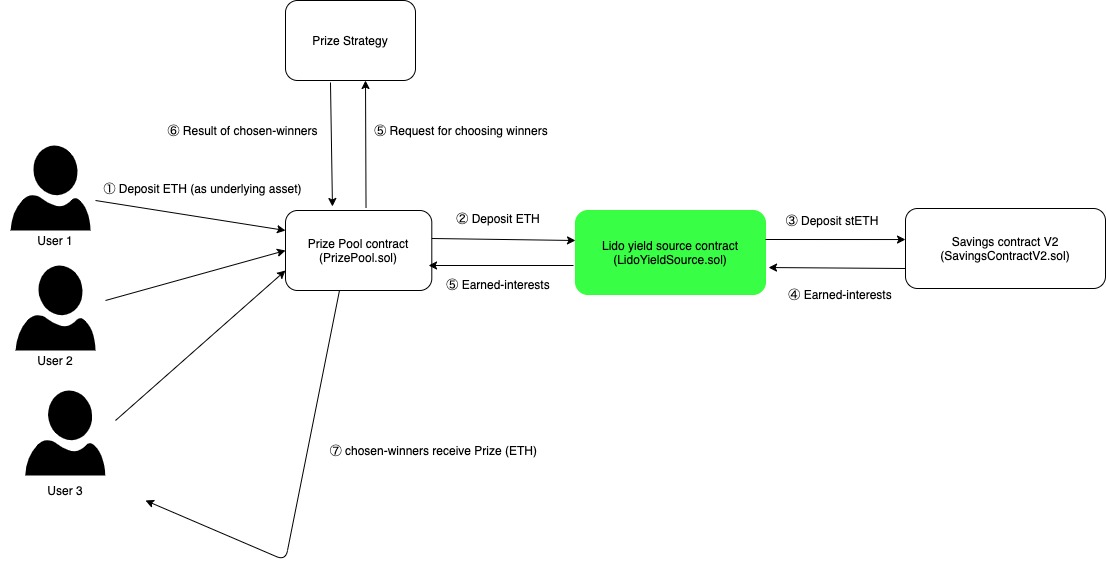 Prize Strategy
⑥ Result of chosen-winners
⑤ Request for choosing winners
① Deposit ETH (as underlying asset)
User 1
Prize Pool contract
(PrizePool.sol)
② Deposit ETH
Lido yield source contract
(LidoYieldSource.sol)
③ Deposit stETH
Savings contract V2
(SavingsContractV2.sol)
⑤ Earned-interests
④ Earned-interests
User 2
⑦ chosen-winners receive Prize (ETH)
User 3